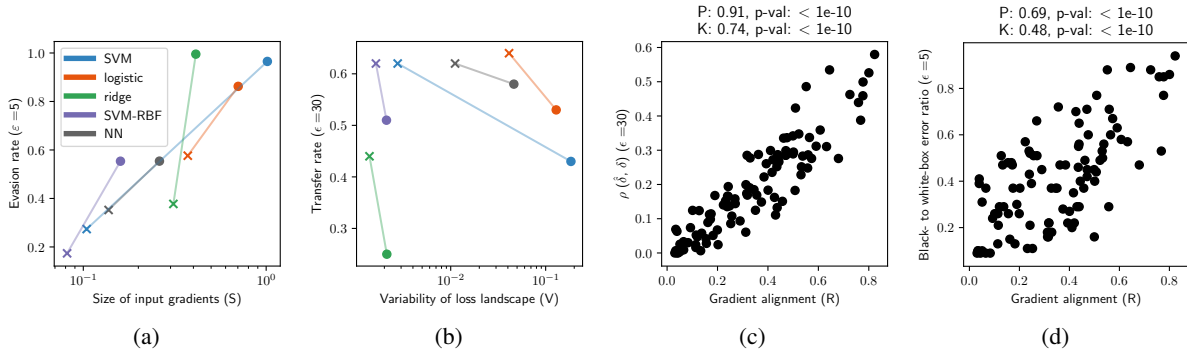 P: 0.91, p-val: < 1e-10
K: 0.74, p-val: < 1e-10
P: 0.69, p-val: < 1e-10
K: 0.48, p-val: < 1e-10
Evasion rate (ϵ=5)
1.0
0.8
0.6
0.4
0.2
SVM
logistic
ridge
SVM-RBF
NN
10⁻¹
10⁰
Size of input gradients (S)
(a)
Transfer rate (ϵ=30)
0.6
0.5
0.4
0.3
10⁻²
10⁻¹
Variability of loss landscape (V)
(b)
ρ (δ̂, δ) (ϵ=30)
0.6
0.5
0.4
0.3
0.2
0.1
0.0
0.0 0.2 0.4 0.6 0.8
Gradient alignment (R)
(c)
Black- to white-box error ratio (ϵ=5)
0.8
0.6
0.4
0.2
0.0 0.2 0.4 0.6 0.8
Gradient alignment (R)
(d)